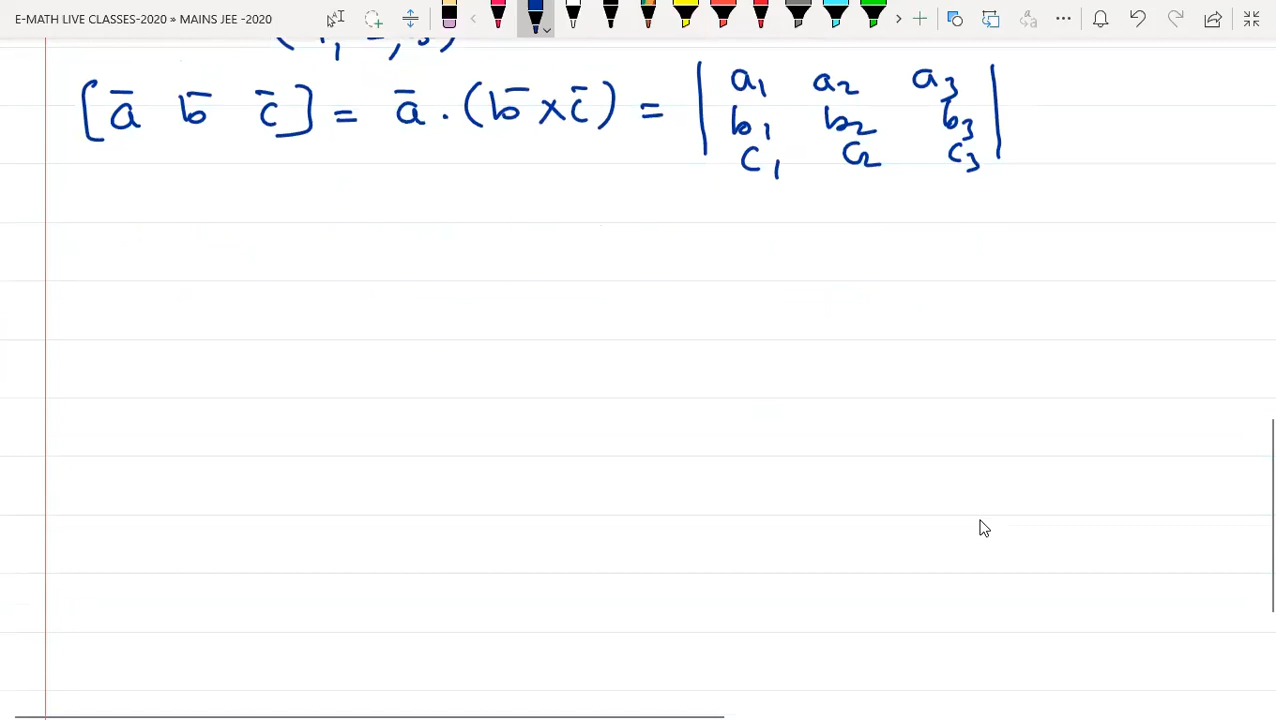 E-MATH LIVE CLASSES-2020 » MAINS JEE -2020
[a̅ b̅ c̅] = a̅ . (b̅ × c̅) = | a₁ a₂ a₃ |
| b₁ b₂ b₃ |
| c₁ c₂ c₃ |